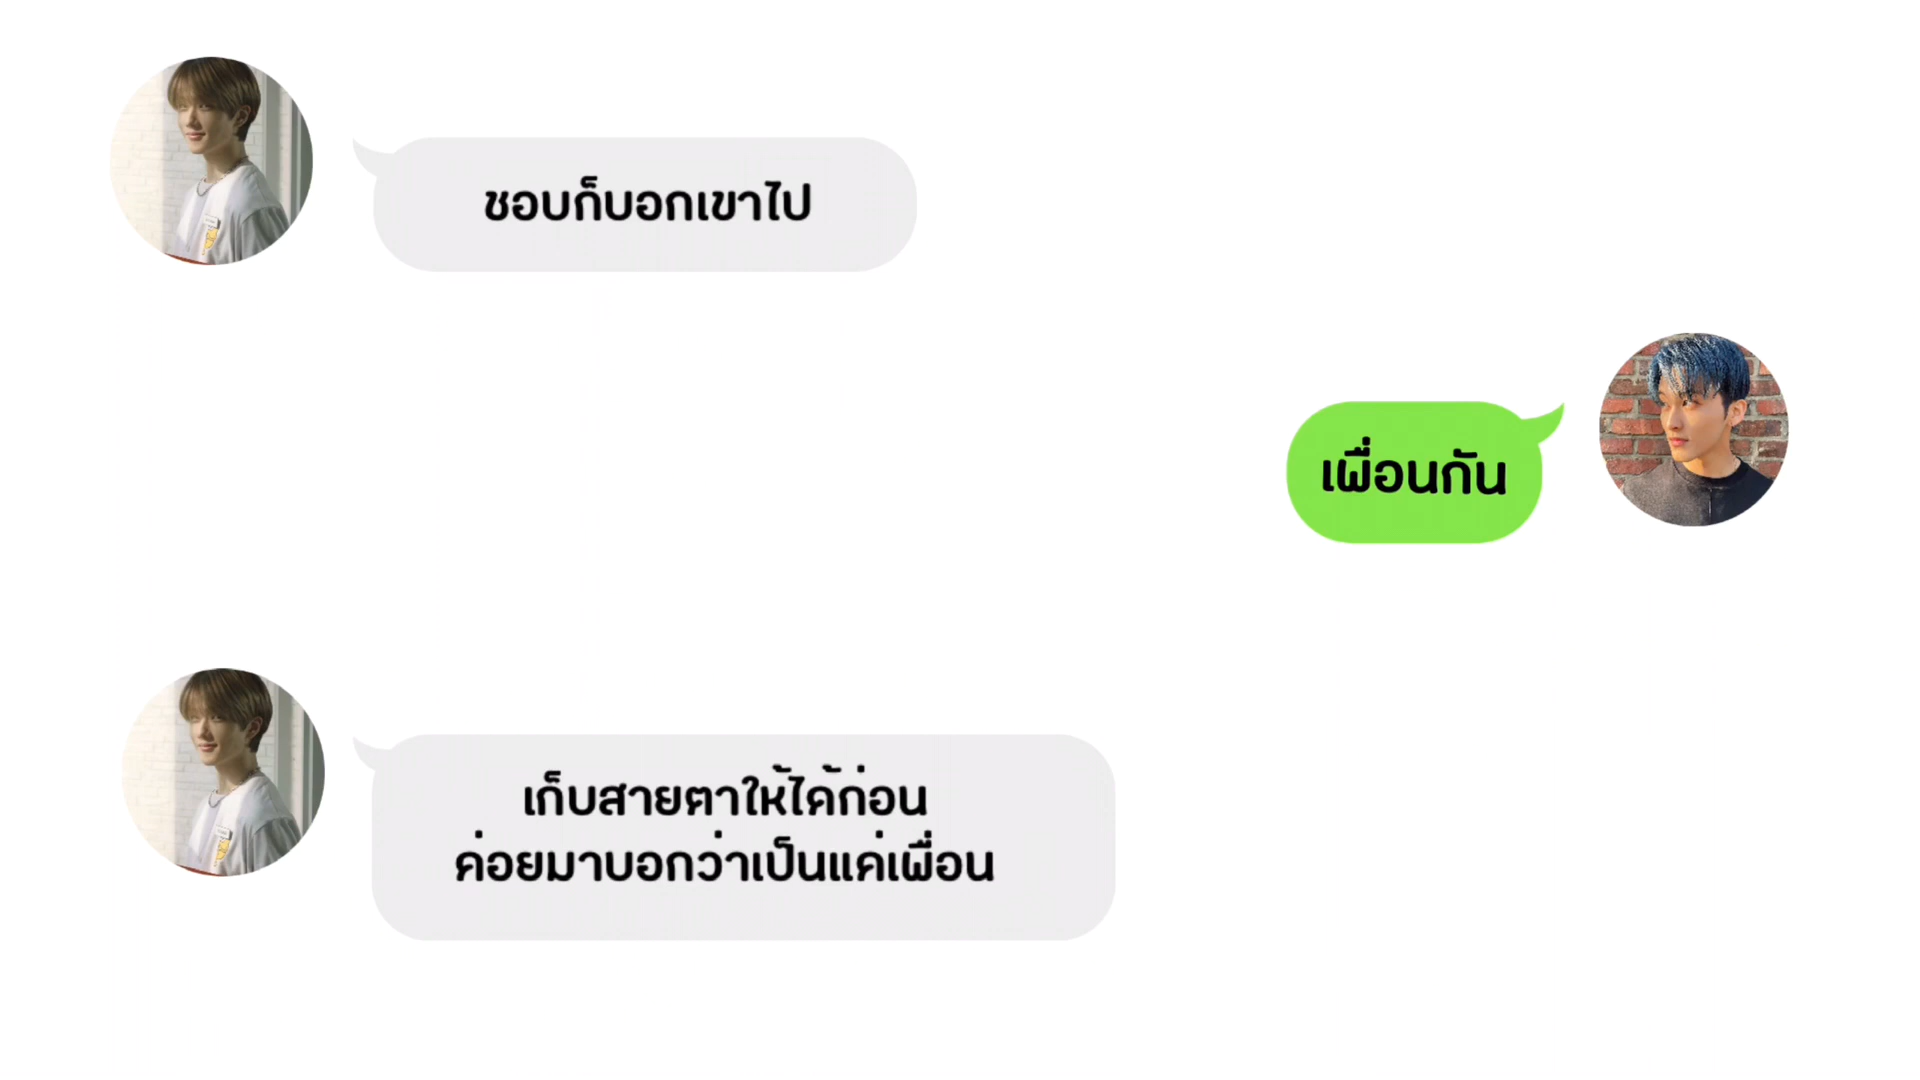 ชอบก็บอกเขาไป
เพื่อนกัน
เก็บสายตาให้ได้ก่อน
ค่อยมาบอกว่าเป็นแค่เพื่อน